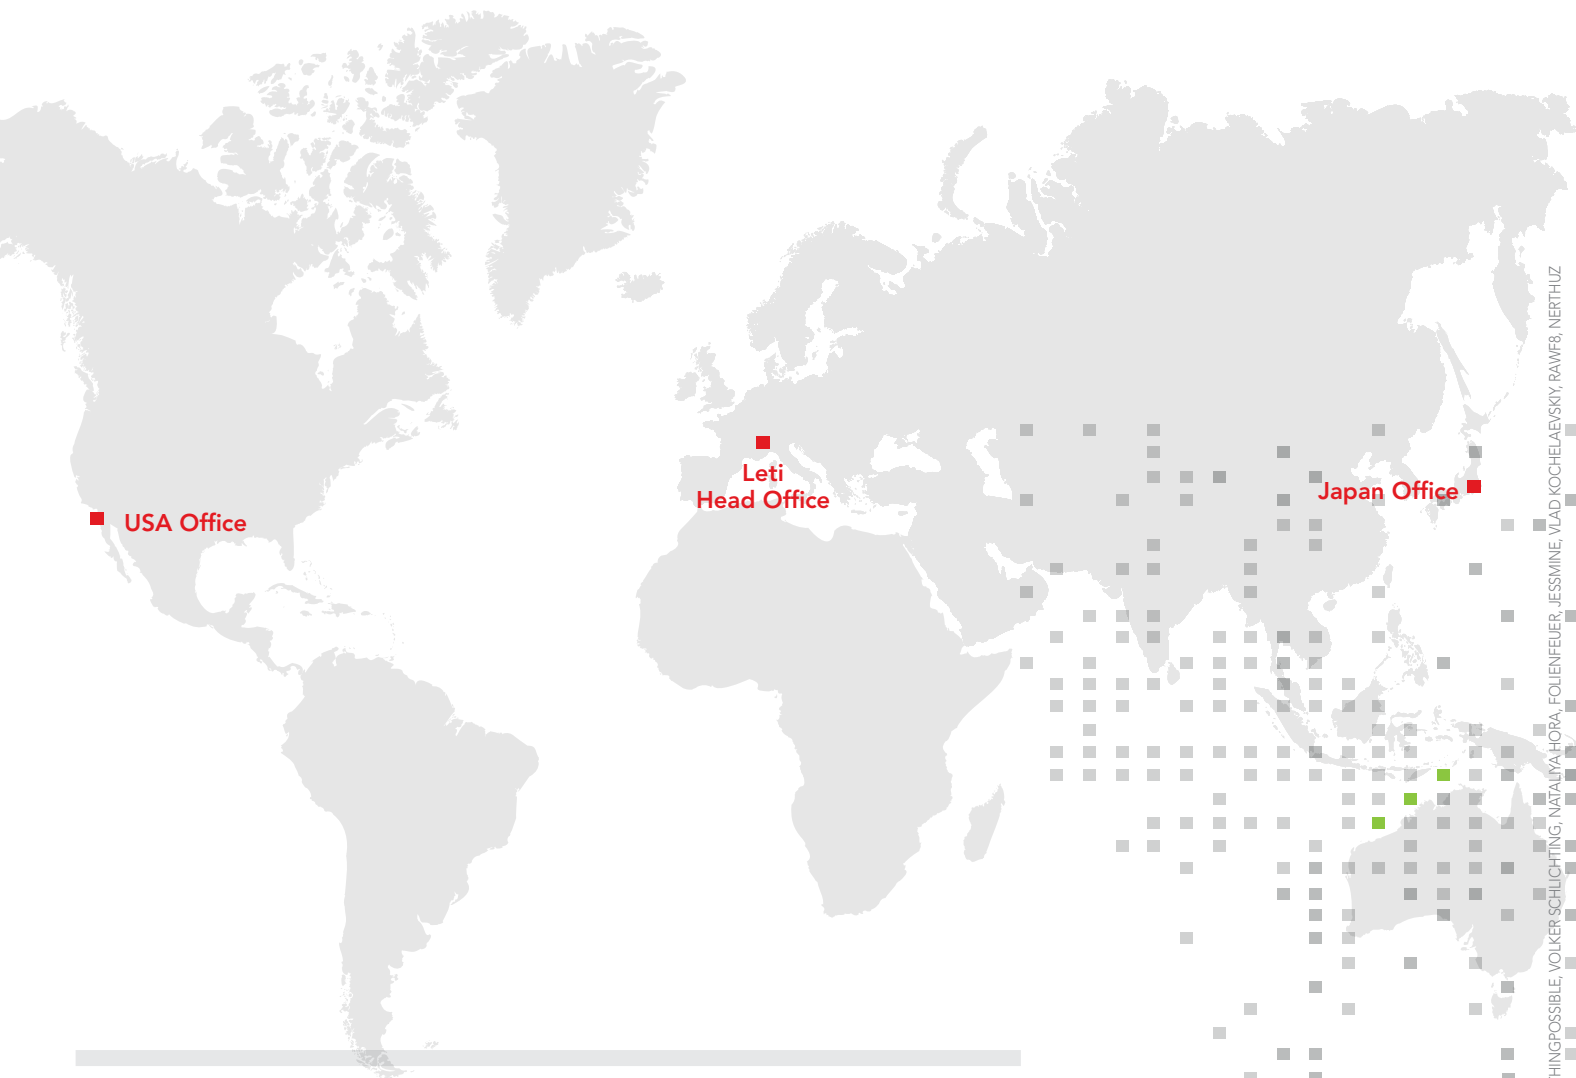 USA Office
Leti
Head Office
Japan Office
HINGPOSSIBLE, VOLKER SCHLICHTING, NATALIYA HORA, FOLIENFEUER, JESSMINE, VLAD KOCHELAEVSKIY, RAWF8, NERTHUZ